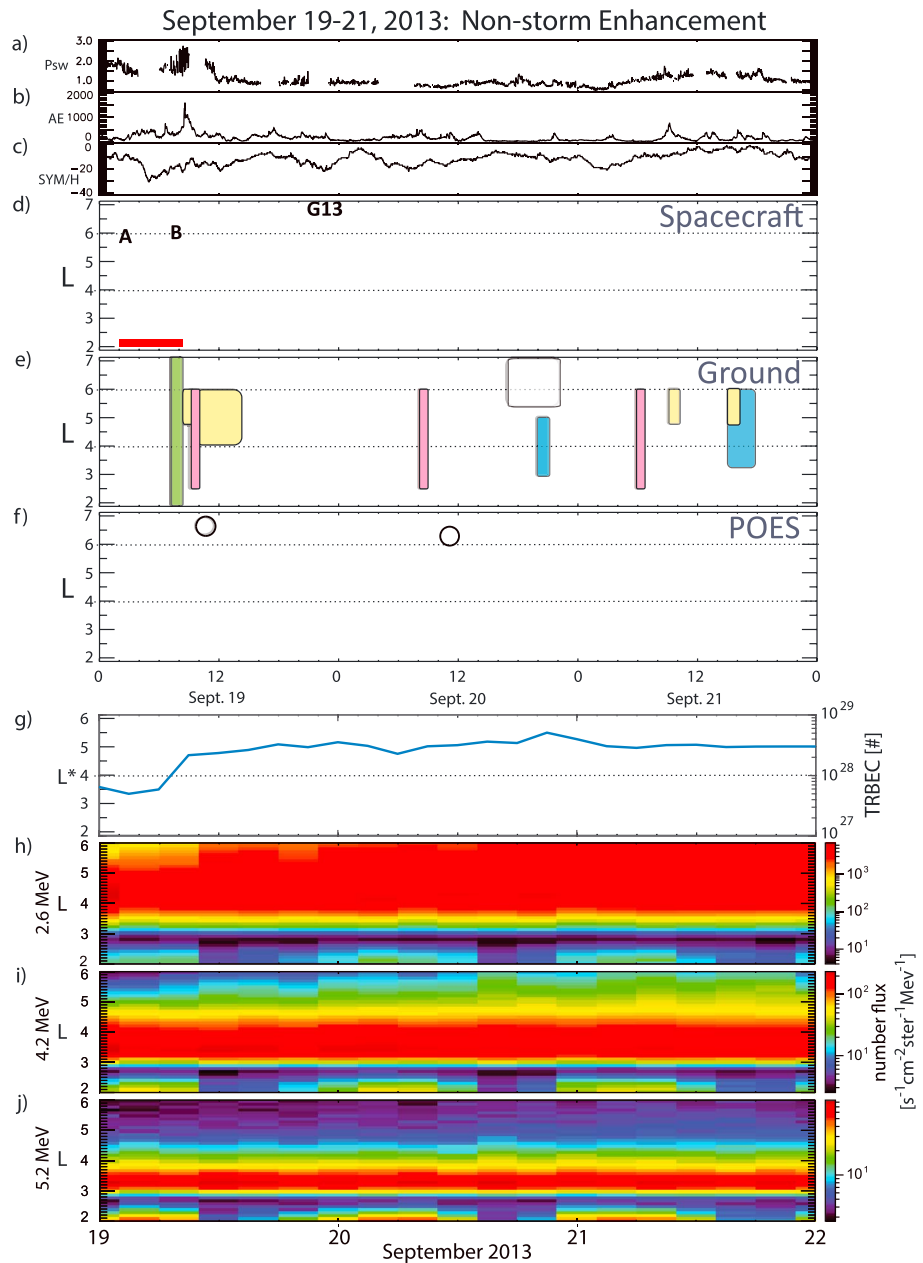 September 19-21, 2013: Non-storm Enhancement
a)
3.0
Psw 2.0
1.0
b)
2000
AE 1000
0
c)
0
-20
SYM/H
-40
d)
7
G13
Spacecraft
6
A
B
5
L
4
3
2
e)
7
Ground
6
5
L
4
3
2
f)
7
POES
6
5
L
4
3
2
0 12 0 12 0 12 0
Sept. 19 Sept. 20 Sept. 21
g)
6
5
L* 4
3
2
10^29
10^28
10^27
TRBEC [#]
h)
6
5
2.6 MeV
L
4
3
2
10^3
10^2
10^1
i)
6
5
4.2 MeV
L
4
3
2
10^2
10^1
number flux
[s^-1cm^-2ster^-1Mev^-1]
j)
6
5
5.2 MeV
L
4
3
2
10^1
19 20 21 22
September 2013